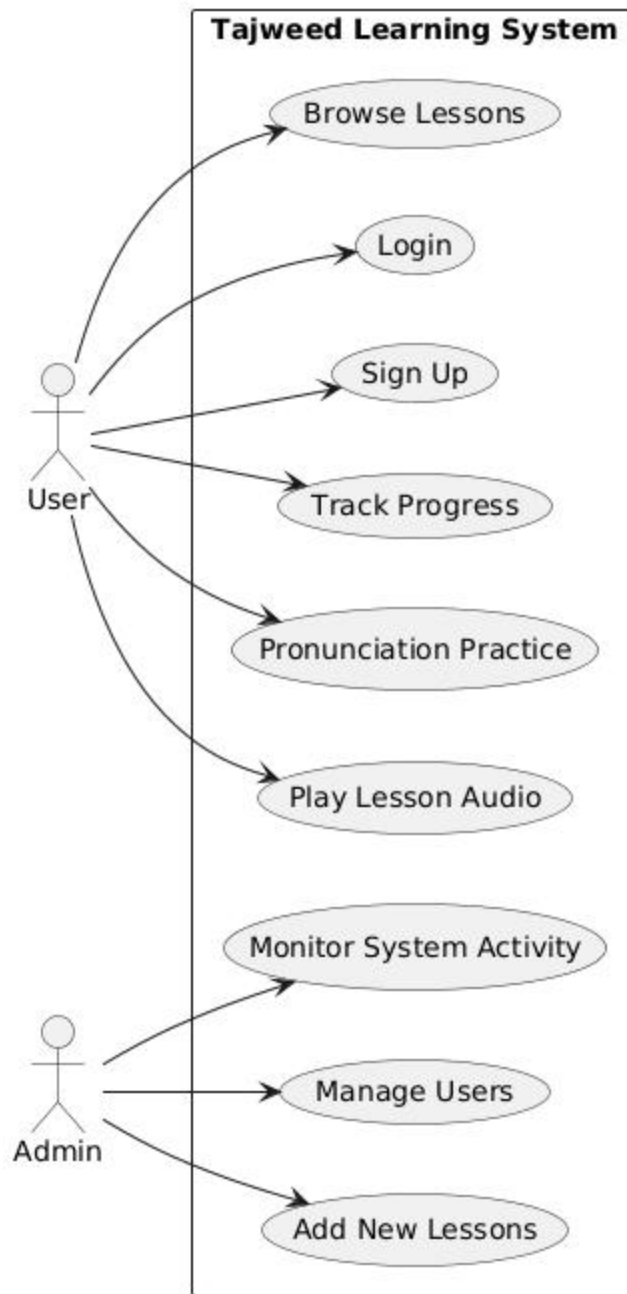 Tajweed Learning System
Browse Lessons
Login
Sign Up
User
Track Progress
Pronunciation Practice
Play Lesson Audio
Monitor System Activity
Manage Users
Admin
Add New Lessons